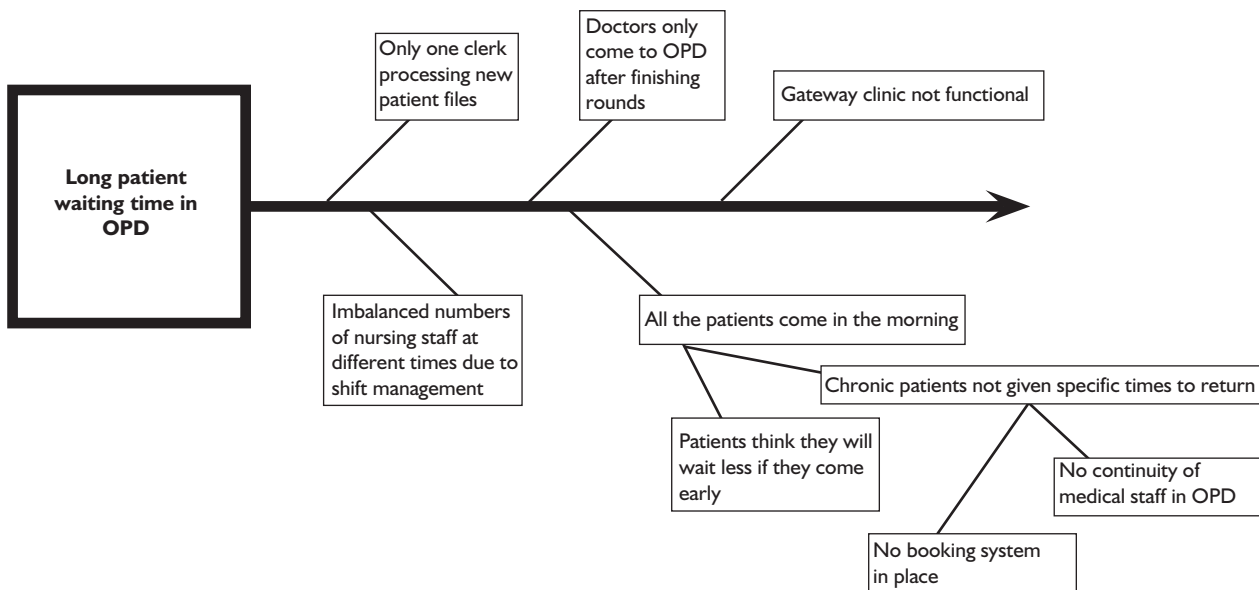 Only one clerk
processing new
patient files
Doctors only
come to OPD
after finishing
rounds
Gateway clinic not functional
Long patient
waiting time in
OPD
Imbalanced numbers
of nursing staff at
different times due to
shift management
All the patients come in the morning
Chronic patients not given specific times to return
Patients think they will
wait less if they come
early
No continuity of
medical staff in OPD
No booking system
in place